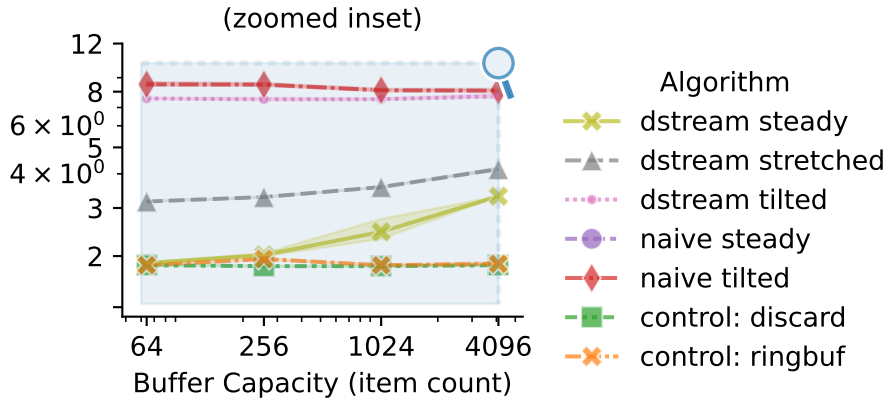 (zoomed inset)
12
8
6 × 10⁰
5
4 × 10⁰
3
2
64 256 1024 4096
Buffer Capacity (item count)
Algorithm
dstream steady
dstream stretched
dstream tilted
naive steady
naive tilted
control: discard
control: ringbuf